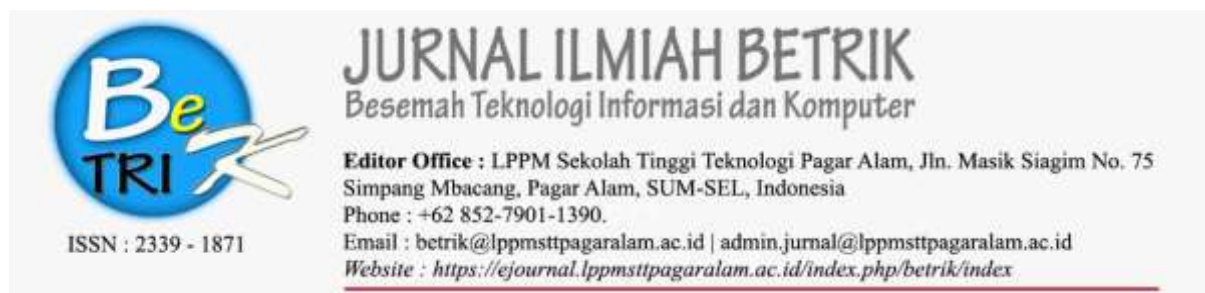 Be
TRI K
ISSN : 2339 - 1871
JURNAL ILMIAH BETRIK
Besemah Teknologi Informasi dan Komputer
Editor Office : LPPM Sekolah Tinggi Teknologi Pagar Alam, Jln. Masik Siagim No. 75
Simpang Mbacang, Pagar Alam, SUM-SEL, Indonesia
Phone : +62 852-7901-1390.
Email : betrik@lppmsttpagaralam.ac.id | admin.jurnal@lppmsttpagaralam.ac.id
Website : https://ejournal.lppmsttpagaralam.ac.id/index.php/betrik/index